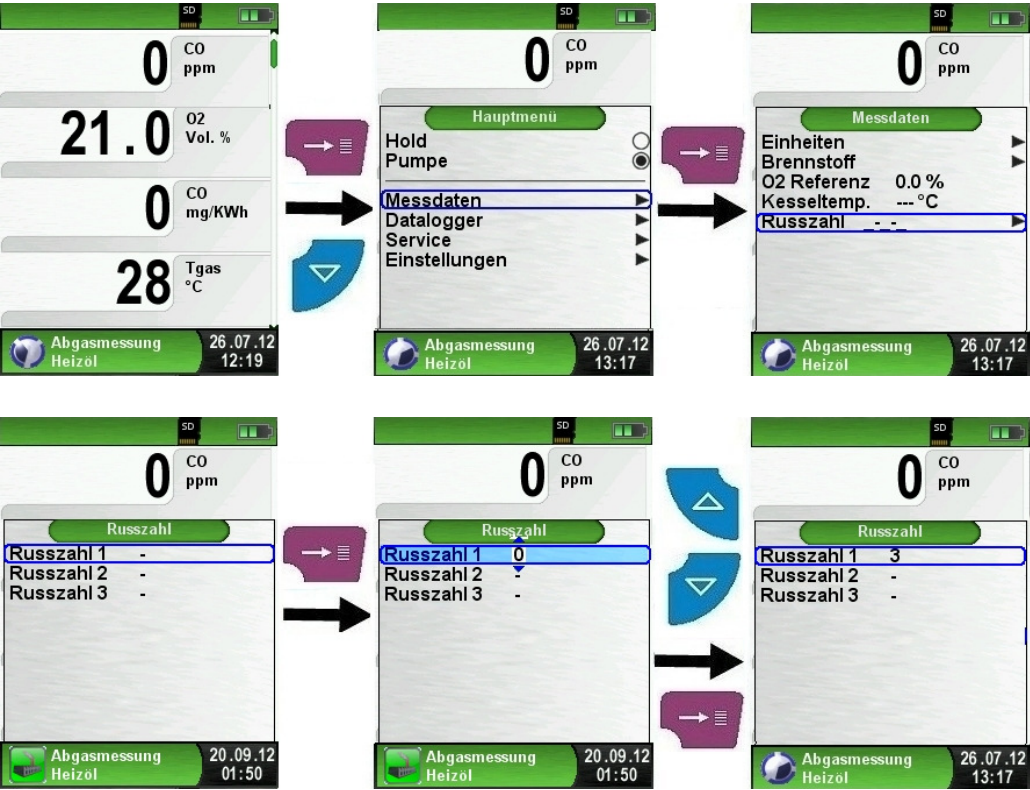 SD
0 CO
ppm
21.0 O2
Vol. %
0 CO
mg/KWh
28 Tgas
°C
Abgasmessung
Heizöl
26.07.12
12:19
SD
0 CO
ppm
Hauptmenü
Hold
Pumpe
Messdaten
Datalogger
Service
Einstellungen
Abgasmessung
Heizöl
26.07.12
13:17
SD
0 CO
ppm
Messdaten
Einheiten
Brennstoff
O2 Referenz 0.0 %
Kesseltemp. --- °C
Russzahl _-_-_
Abgasmessung
Heizöl
26.07.12
13:17
SD
0 CO
ppm
Russzahl
Russzahl 1 -
Russzahl 2 -
Russzahl 3 -
Abgasmessung
Heizöl
20.09.12
01:50
SD
0 CO
ppm
Russzahl
Russzahl 1 0
Russzahl 2 -
Russzahl 3 -
Abgasmessung
Heizöl
20.09.12
01:50
SD
0 CO
ppm
Russzahl
Russzahl 1 3
Russzahl 2 -
Russzahl 3 -
Abgasmessung
Heizöl
26.07.12
13:17